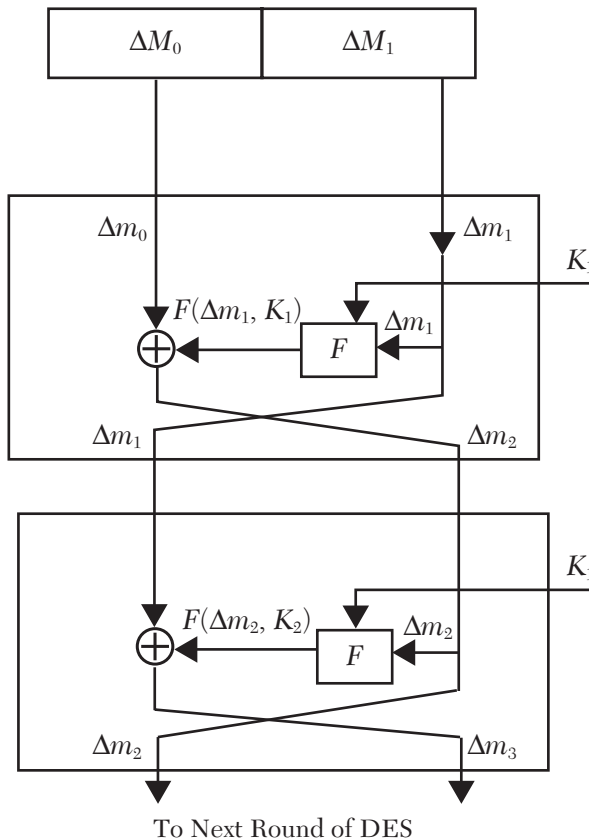 ΔM₀ ΔM₁
Δm₀ Δm₁
F(Δm₁, K₁) Δm₁
F
Δm₁ Δm₂
F(Δm₂, K₂) Δm₂
F
Δm₂ Δm₃
To Next Round of DES